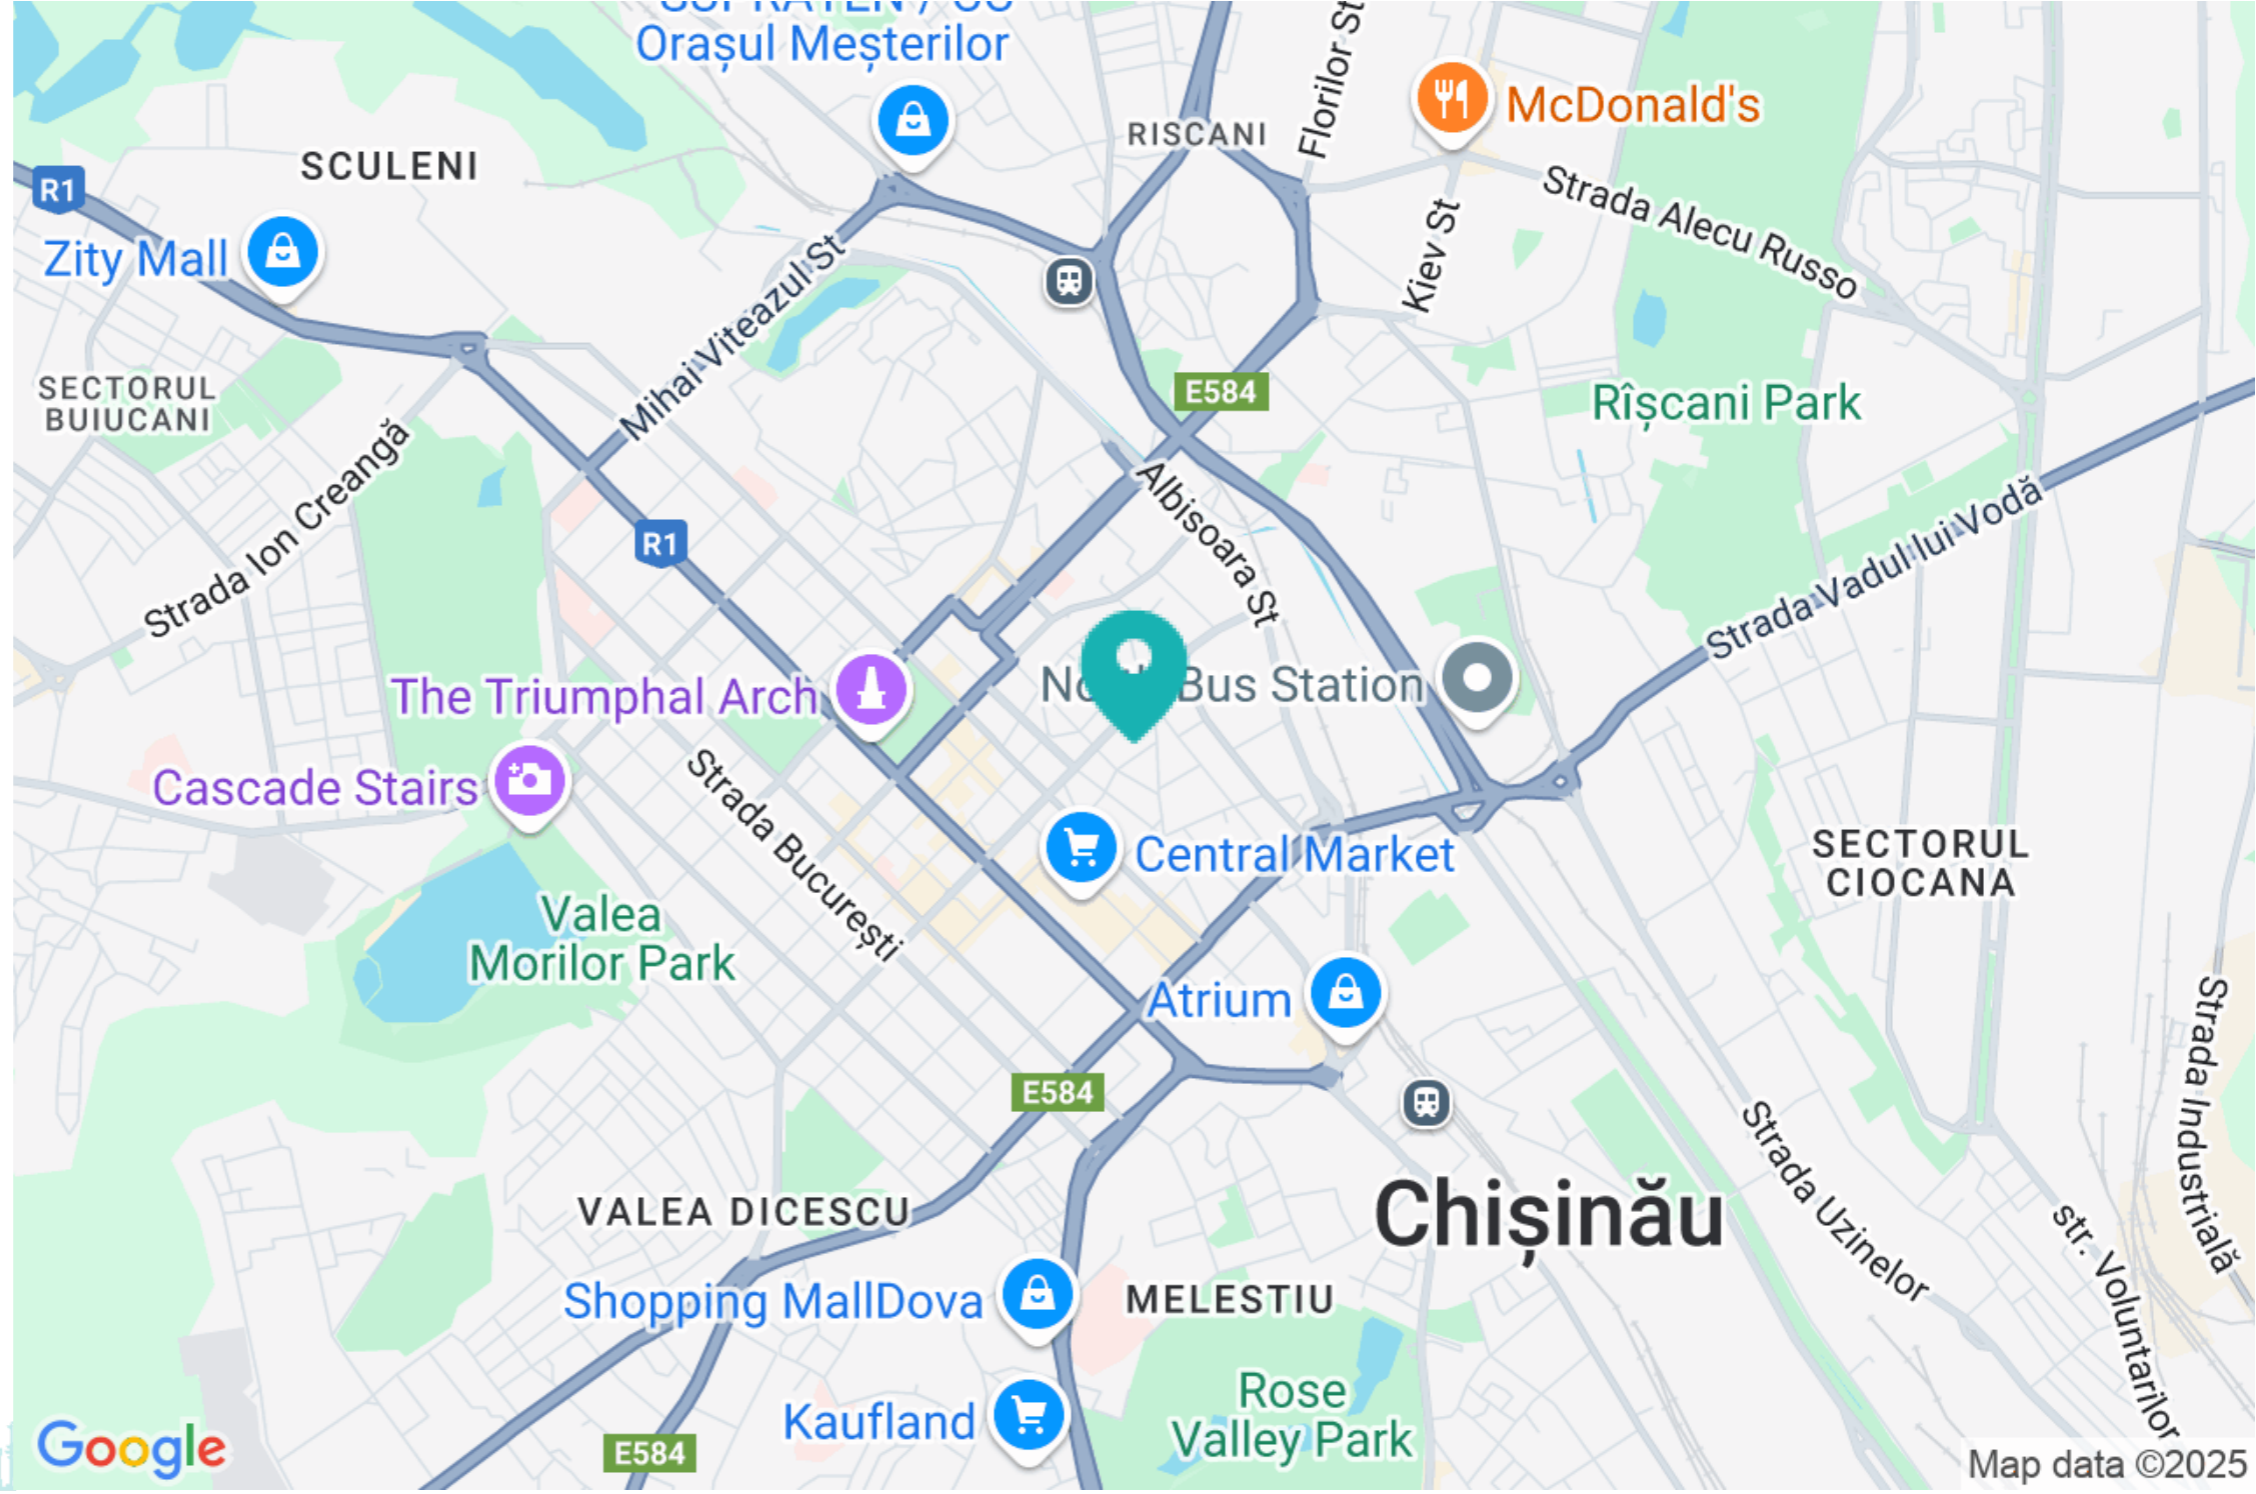 Orașul Meșterilor
Florilor St
McDonald's
RISCANI
SCULENI
R1
Zity Mall
Strada Alecu Russo
Kiev St
Mihai Viteazul St
SECTORUL
BUIUCANI
E584
Rîșcani Park
Strada Ion Creangă
R1
Albisoara St
Strada Vadul lui Vodă
The Triumphal Arch
Bus Station
Cascade Stairs
Strada București
Central Market
SECTORUL
CIOCANA
Valea
Morilor Park
Atrium
Strada Industrială
E584
Strada Uzinelor
VALEA DICESCU
Chișinău
str. Voluntarilor
Shopping MallDova
MELESTIU
Rose
Valley Park
Kaufland
E584
Google
Map data ©2025